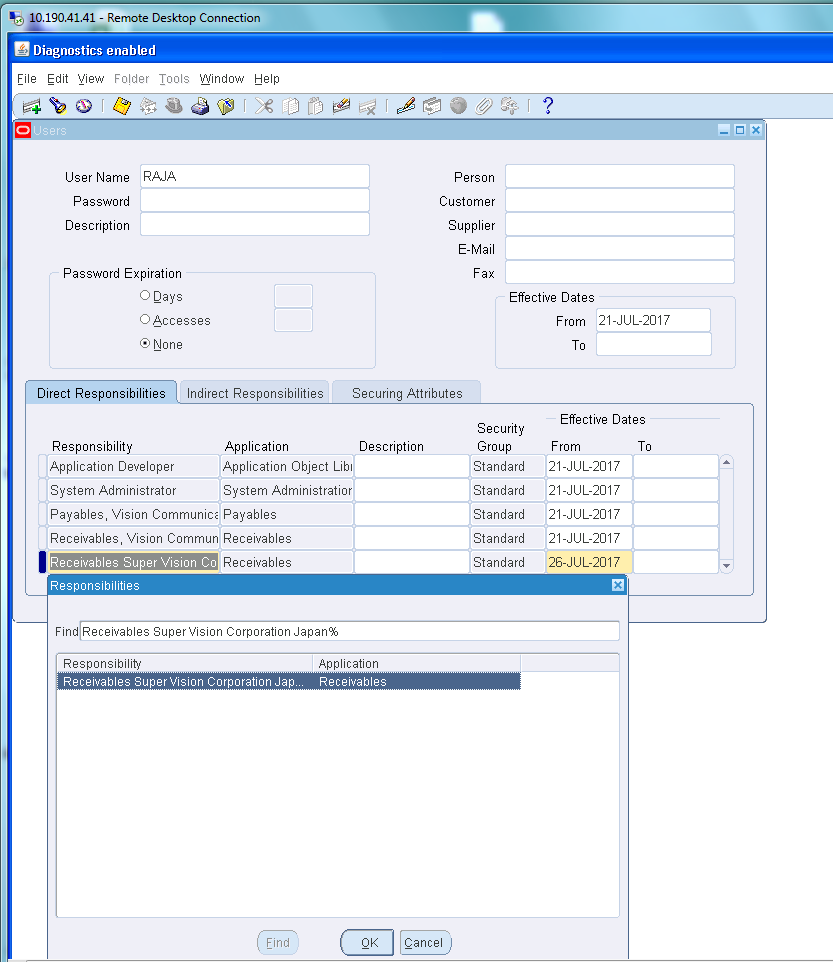 10.190.41.41 - Remote Desktop Connection
Diagnostics enabled
File Edit View Folder Tools Window Help
?
Users
User Name RAJA
Password
Description
Person
Customer
Supplier
E-Mail
Fax
Password Expiration
Days
Accesses
None
Effective Dates
From 21-JUL-2017
To
Direct Responsibilities Indirect Responsibilities Securing Attributes
Effective Dates
Responsibility Application Description Security Group From To
Application Developer Application Object Libr Standard 21-JUL-2017
System Administrator System Administration Standard 21-JUL-2017
Payables, Vision Communica Payables Standard 21-JUL-2017
Receivables, Vision Commun Receivables Standard 21-JUL-2017
Receivables Super Vision Co Receivables Standard 26-JUL-2017
Responsibilities
Find Receivables Super Vision Corporation Japan%
Responsibility Application
Receivables Super Vision Corporation Jap... Receivables
Find OK Cancel